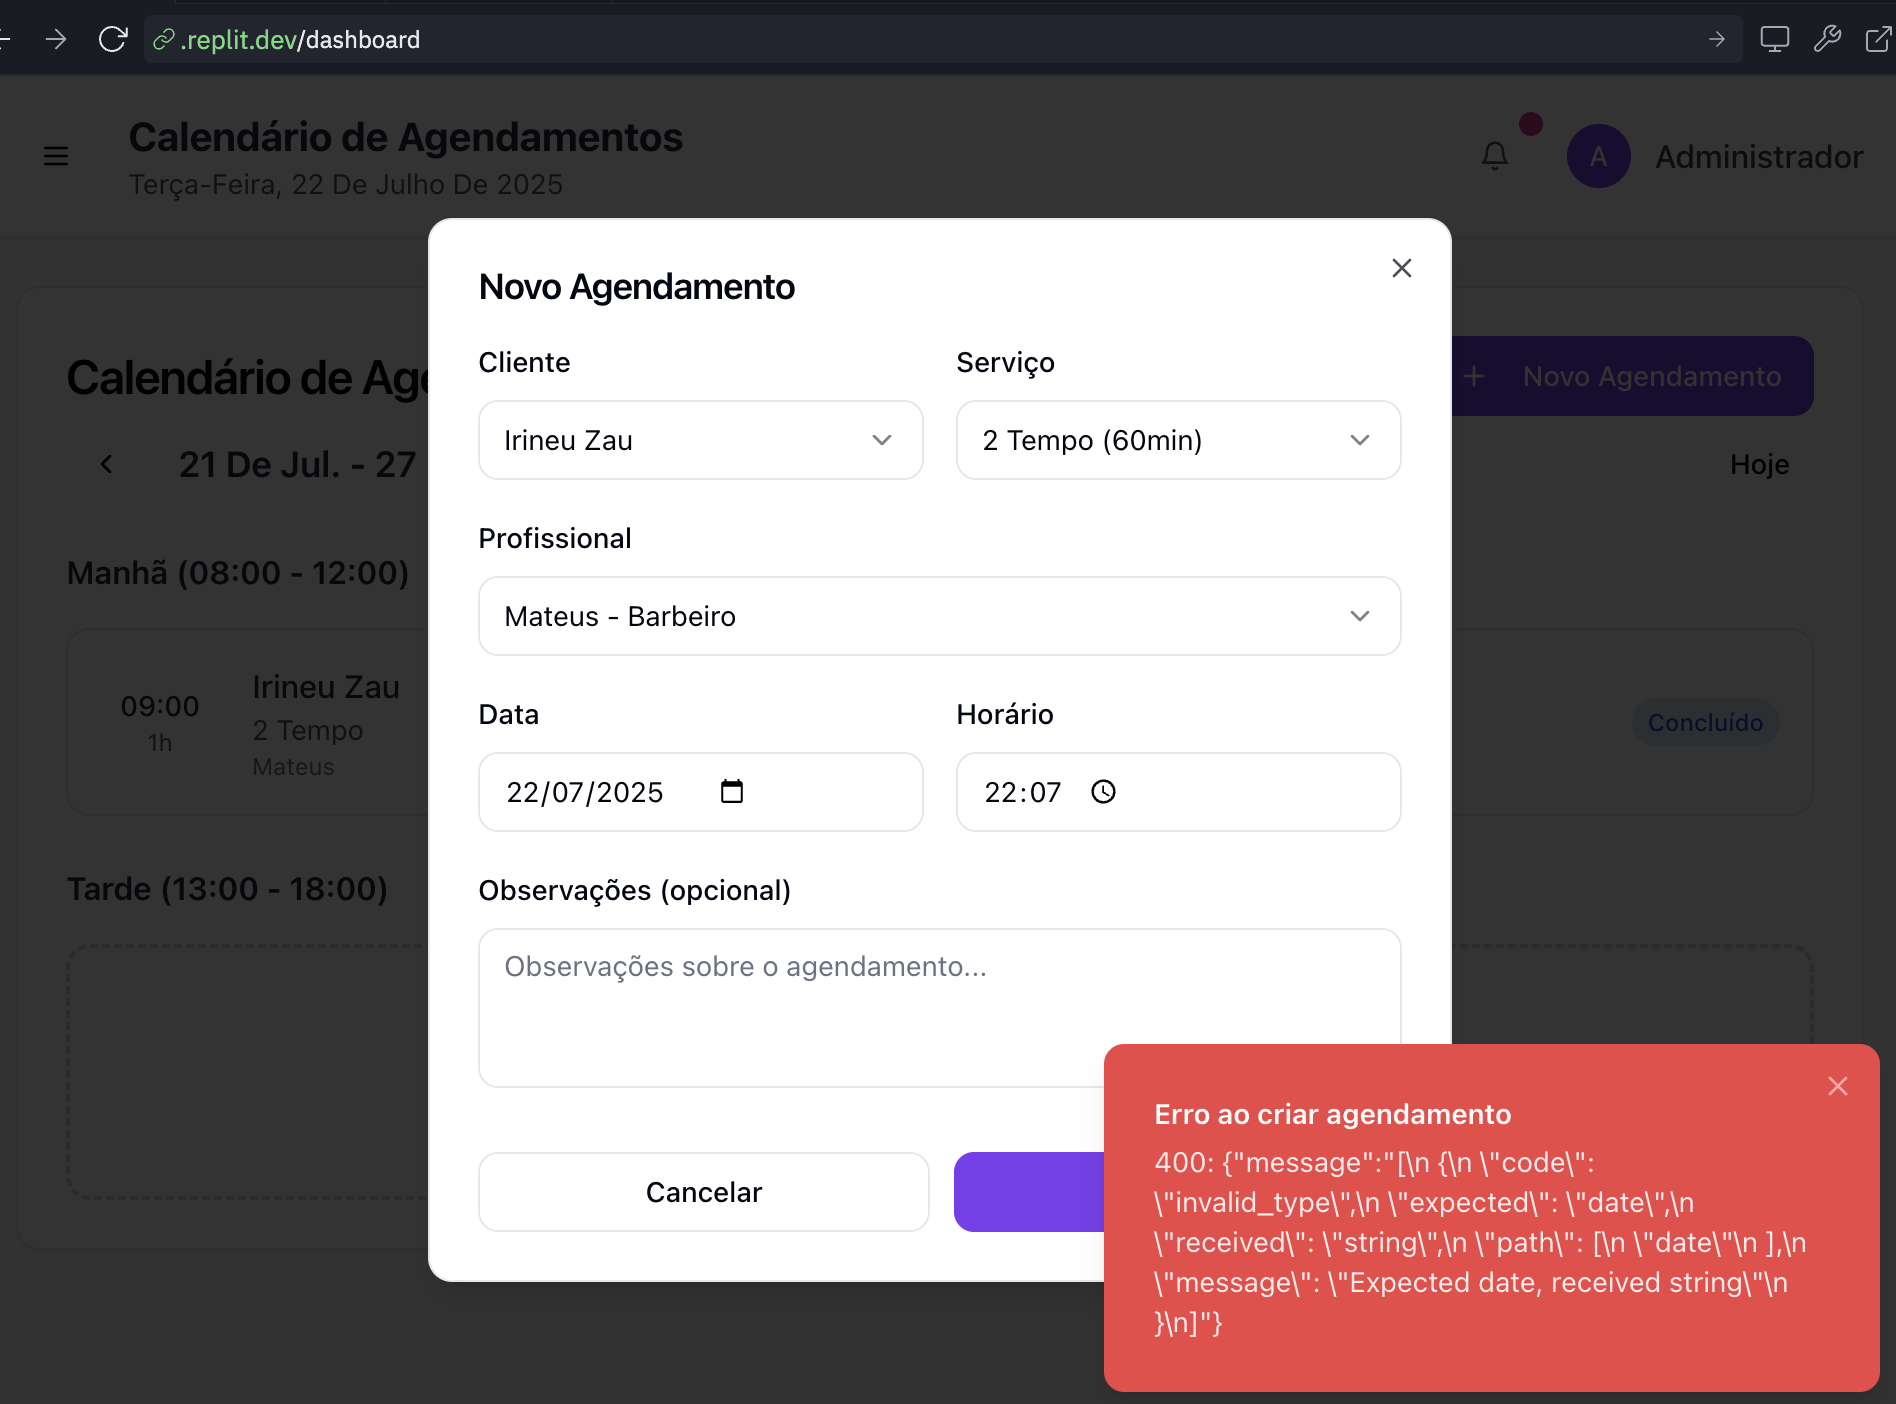 .replit.dev/dashboard
Calendário de Agendamentos
Terça-Feira, 22 De Julho De 2025
A
Administrador
Calendário de Age
Novo Agendamento
21 De Jul. - 27
Hoje
Manhã (08:00 - 12:00)
09:00
1h
Irineu Zau
2 Tempo
Mateus
Concluído
Tarde (13:00 - 18:00)
Novo Agendamento
Cliente
Serviço
Irineu Zau
2 Tempo (60min)
Profissional
Mateus - Barbeiro
Data
Horário
22/07/2025
22:07
Observações (opcional)
Observações sobre o agendamento...
Cancelar
Erro ao criar agendamento
400: {"message":"[\n {\n \"code\":
\"invalid_type\",\n \"expected\": \"date\",\n
\"received\": \"string\",\n \"path\": [\n \"date\"\n ],\n
\"message\": \"Expected date, received string\"\n
}\n]"}